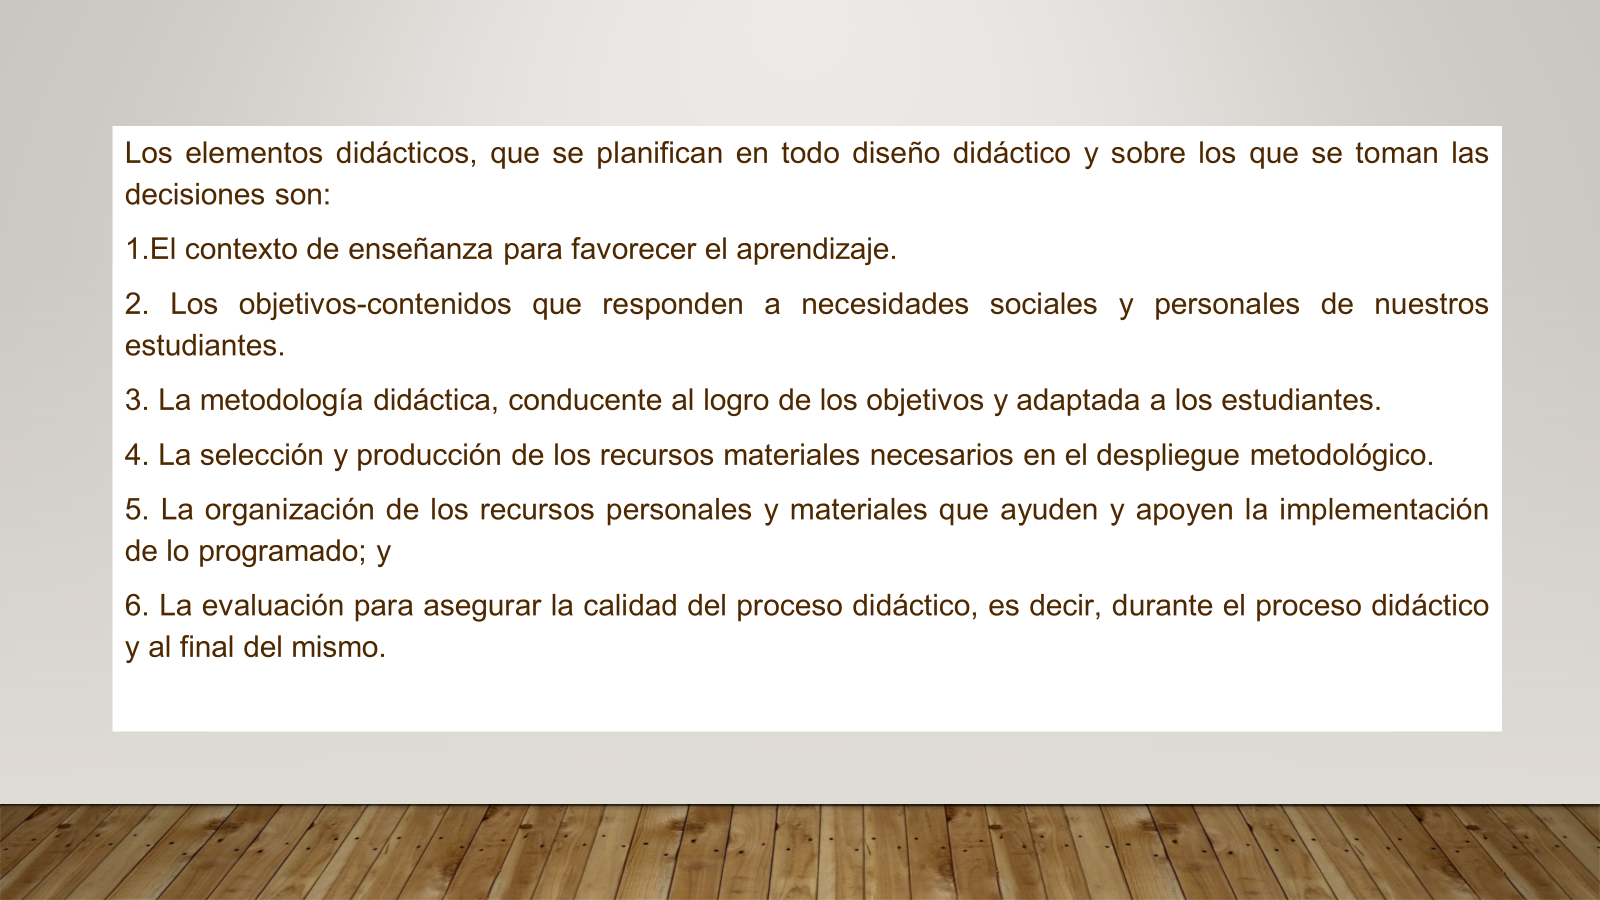 Los elementos didácticos, que se planifican en todo diseño didáctico y sobre los que se toman las
decisiones son:
1.El contexto de enseñanza para favorecer el aprendizaje.
2. Los objetivos-contenidos que responden a necesidades sociales y personales de nuestros
estudiantes.
3. La metodología didáctica, conducente al logro de los objetivos y adaptada a los estudiantes.
4. La selección y producción de los recursos materiales necesarios en el despliegue metodológico.
5. La organización de los recursos personales y materiales que ayuden y apoyen la implementación
de lo programado; y
6. La evaluación para asegurar la calidad del proceso didáctico, es decir, durante el proceso didáctico
y al final del mismo.